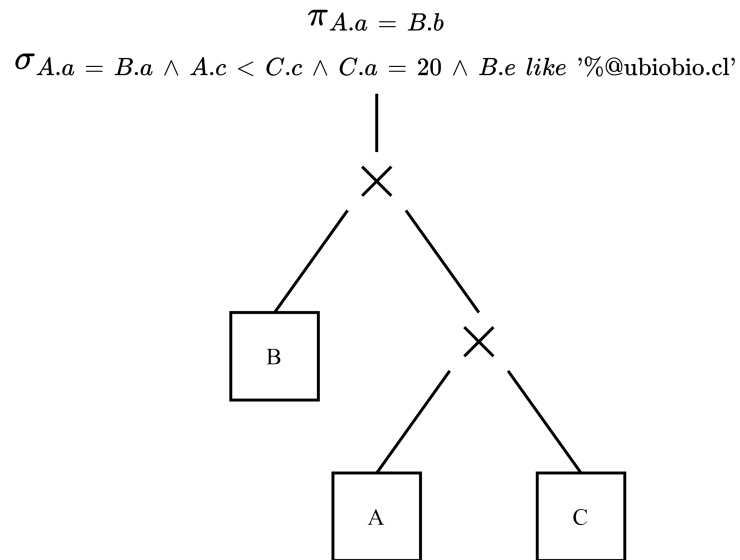 π A.a = B.b
σ A.a = B.a ∧ A.c < C.c ∧ C.a = 20 ∧ B.e like '%@ubiobio.cl’
×
B
×
A
C